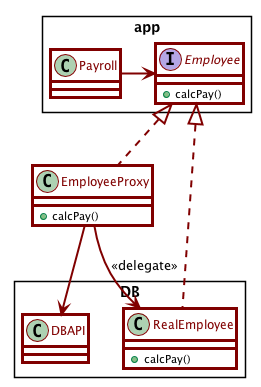 app
C Payroll
I Employee
calcPay()
C EmployeeProxy
calcPay()
«delegate»
DB
C DBAPI
C RealEmployee
calcPay()